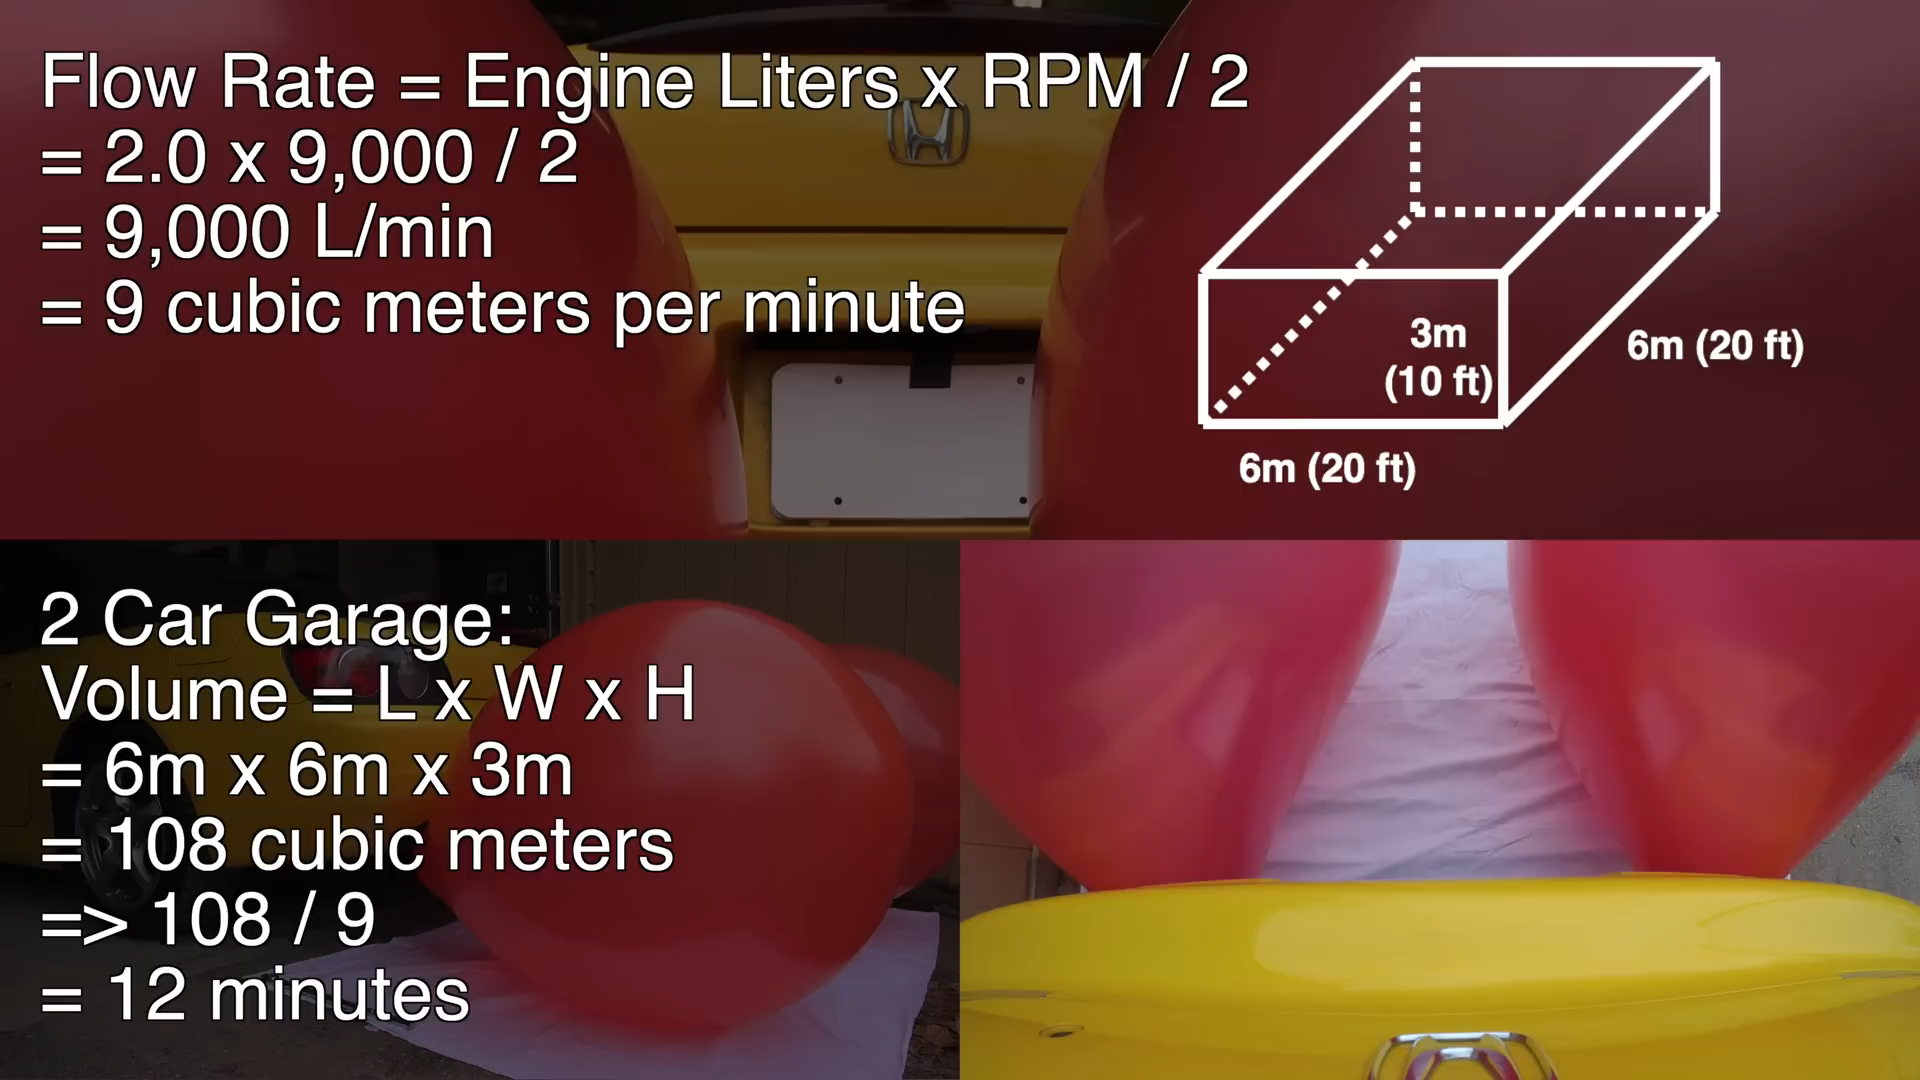 Flow Rate = Engine Liters x RPM / 2
= 2.0 x 9,000 / 2
= 9,000 L/min
= 9 cubic meters per minute
3m
(10 ft)
6m (20 ft)
6m (20 ft)
2 Car Garage:
Volume = L x W x H
= 6m x 6m x 3m
= 108 cubic meters
=> 108 / 9
= 12 minutes